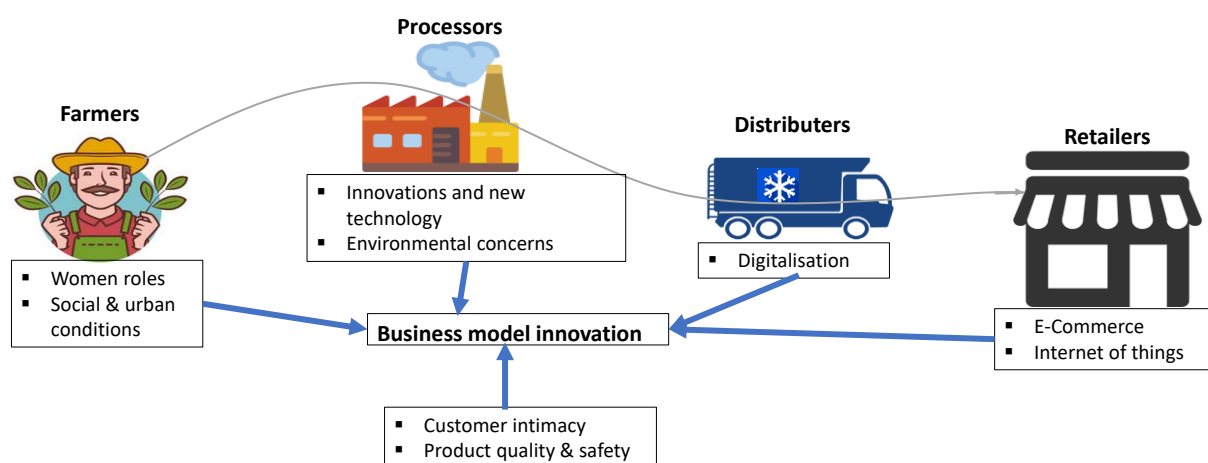 Processors
Farmers
Distributers
Retailers
▪ Innovations and new
technology
▪ Environmental concerns
▪ Women roles
▪ Social & urban
conditions
▪ Digitalisation
Business model innovation
▪ E-Commerce
▪ Internet of things
▪ Customer intimacy
▪ Product quality & safety